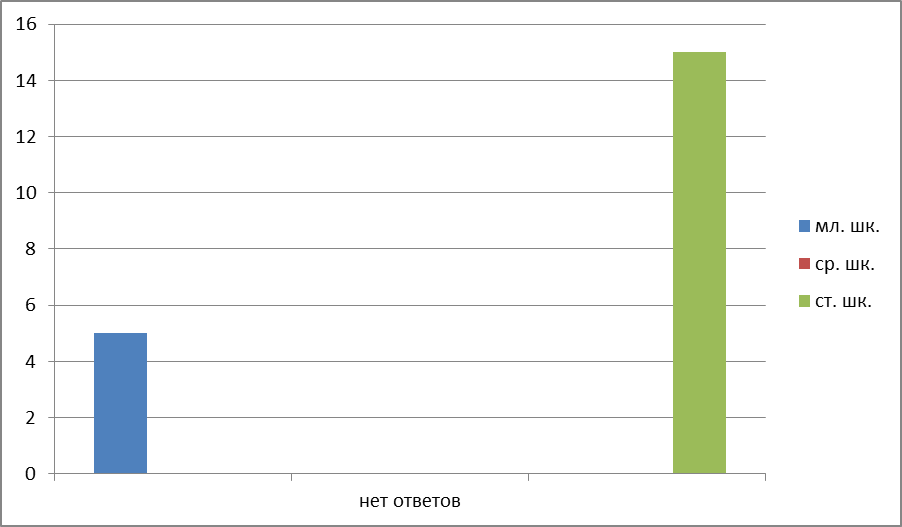 16
14
12
10
8
6
4
2
0
нет ответов
мл. шк.
ср. шк.
ст. шк.